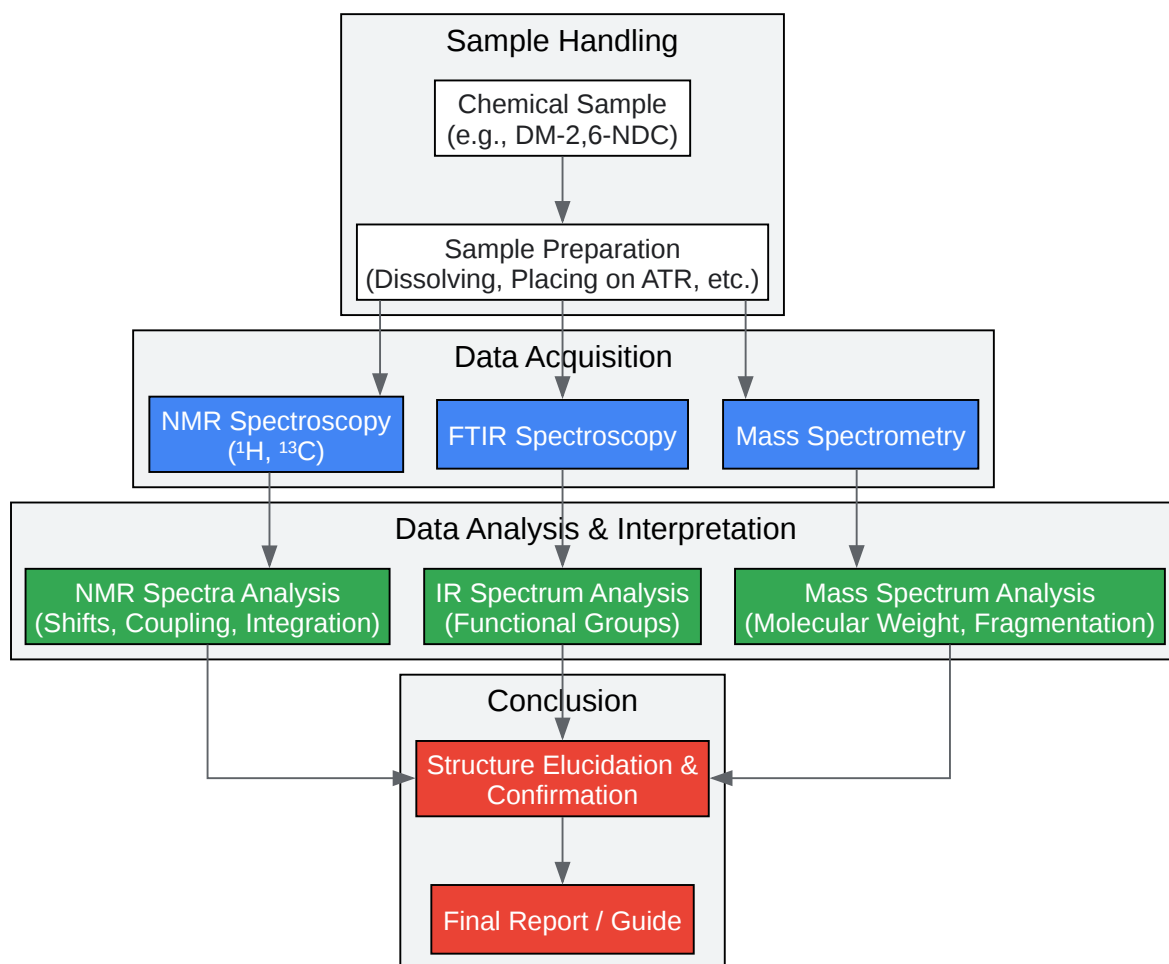 Sample Handling
Chemical Sample
(e.g., DM-2,6-NDC)
Sample Preparation
(Dissolving, Placing on ATR, etc.)
Data Acquisition
NMR Spectroscopy
(¹H, ¹³C)
FTIR Spectroscopy
Mass Spectrometry
Data Analysis & Interpretation
NMR Spectra Analysis
(Shifts, Coupling, Integration)
IR Spectrum Analysis
(Functional Groups)
Mass Spectrum Analysis
(Molecular Weight, Fragmentation)
Conclusion
Structure Elucidation &
Confirmation
Final Report / Guide